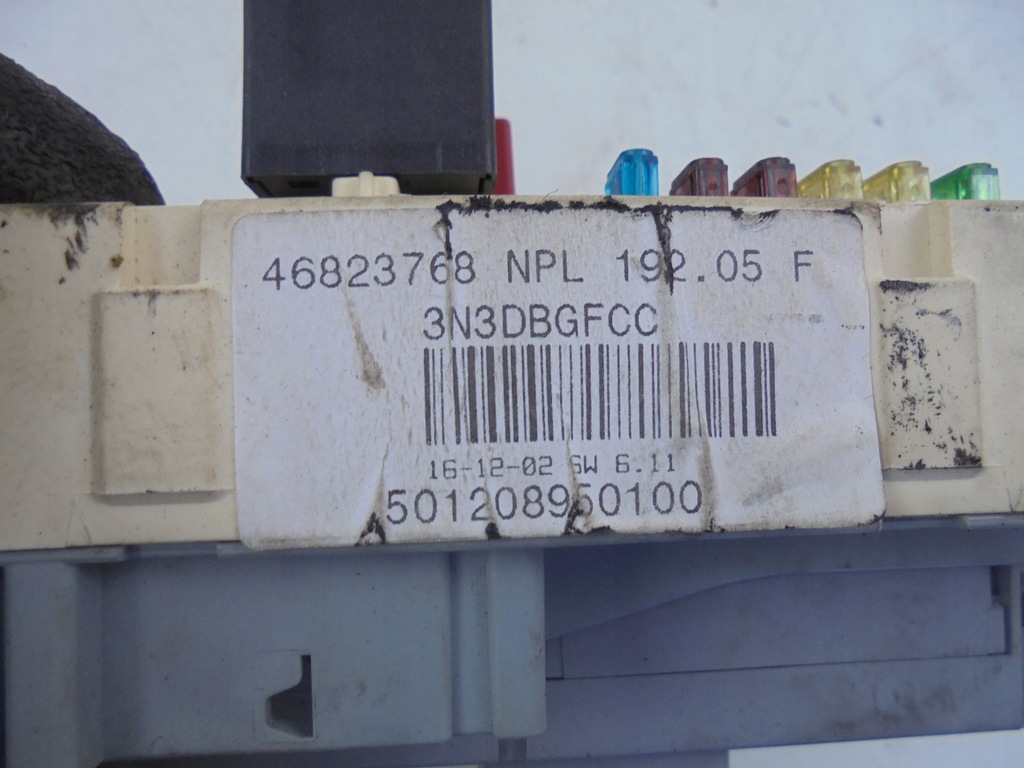 46823768 NPL 192.05 F
3N3DBGFCC
16-12-02 SW 6.11
501208950100